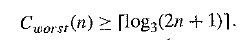 C_worst(n) ≥ ⌈log₃(2n + 1)⌉.